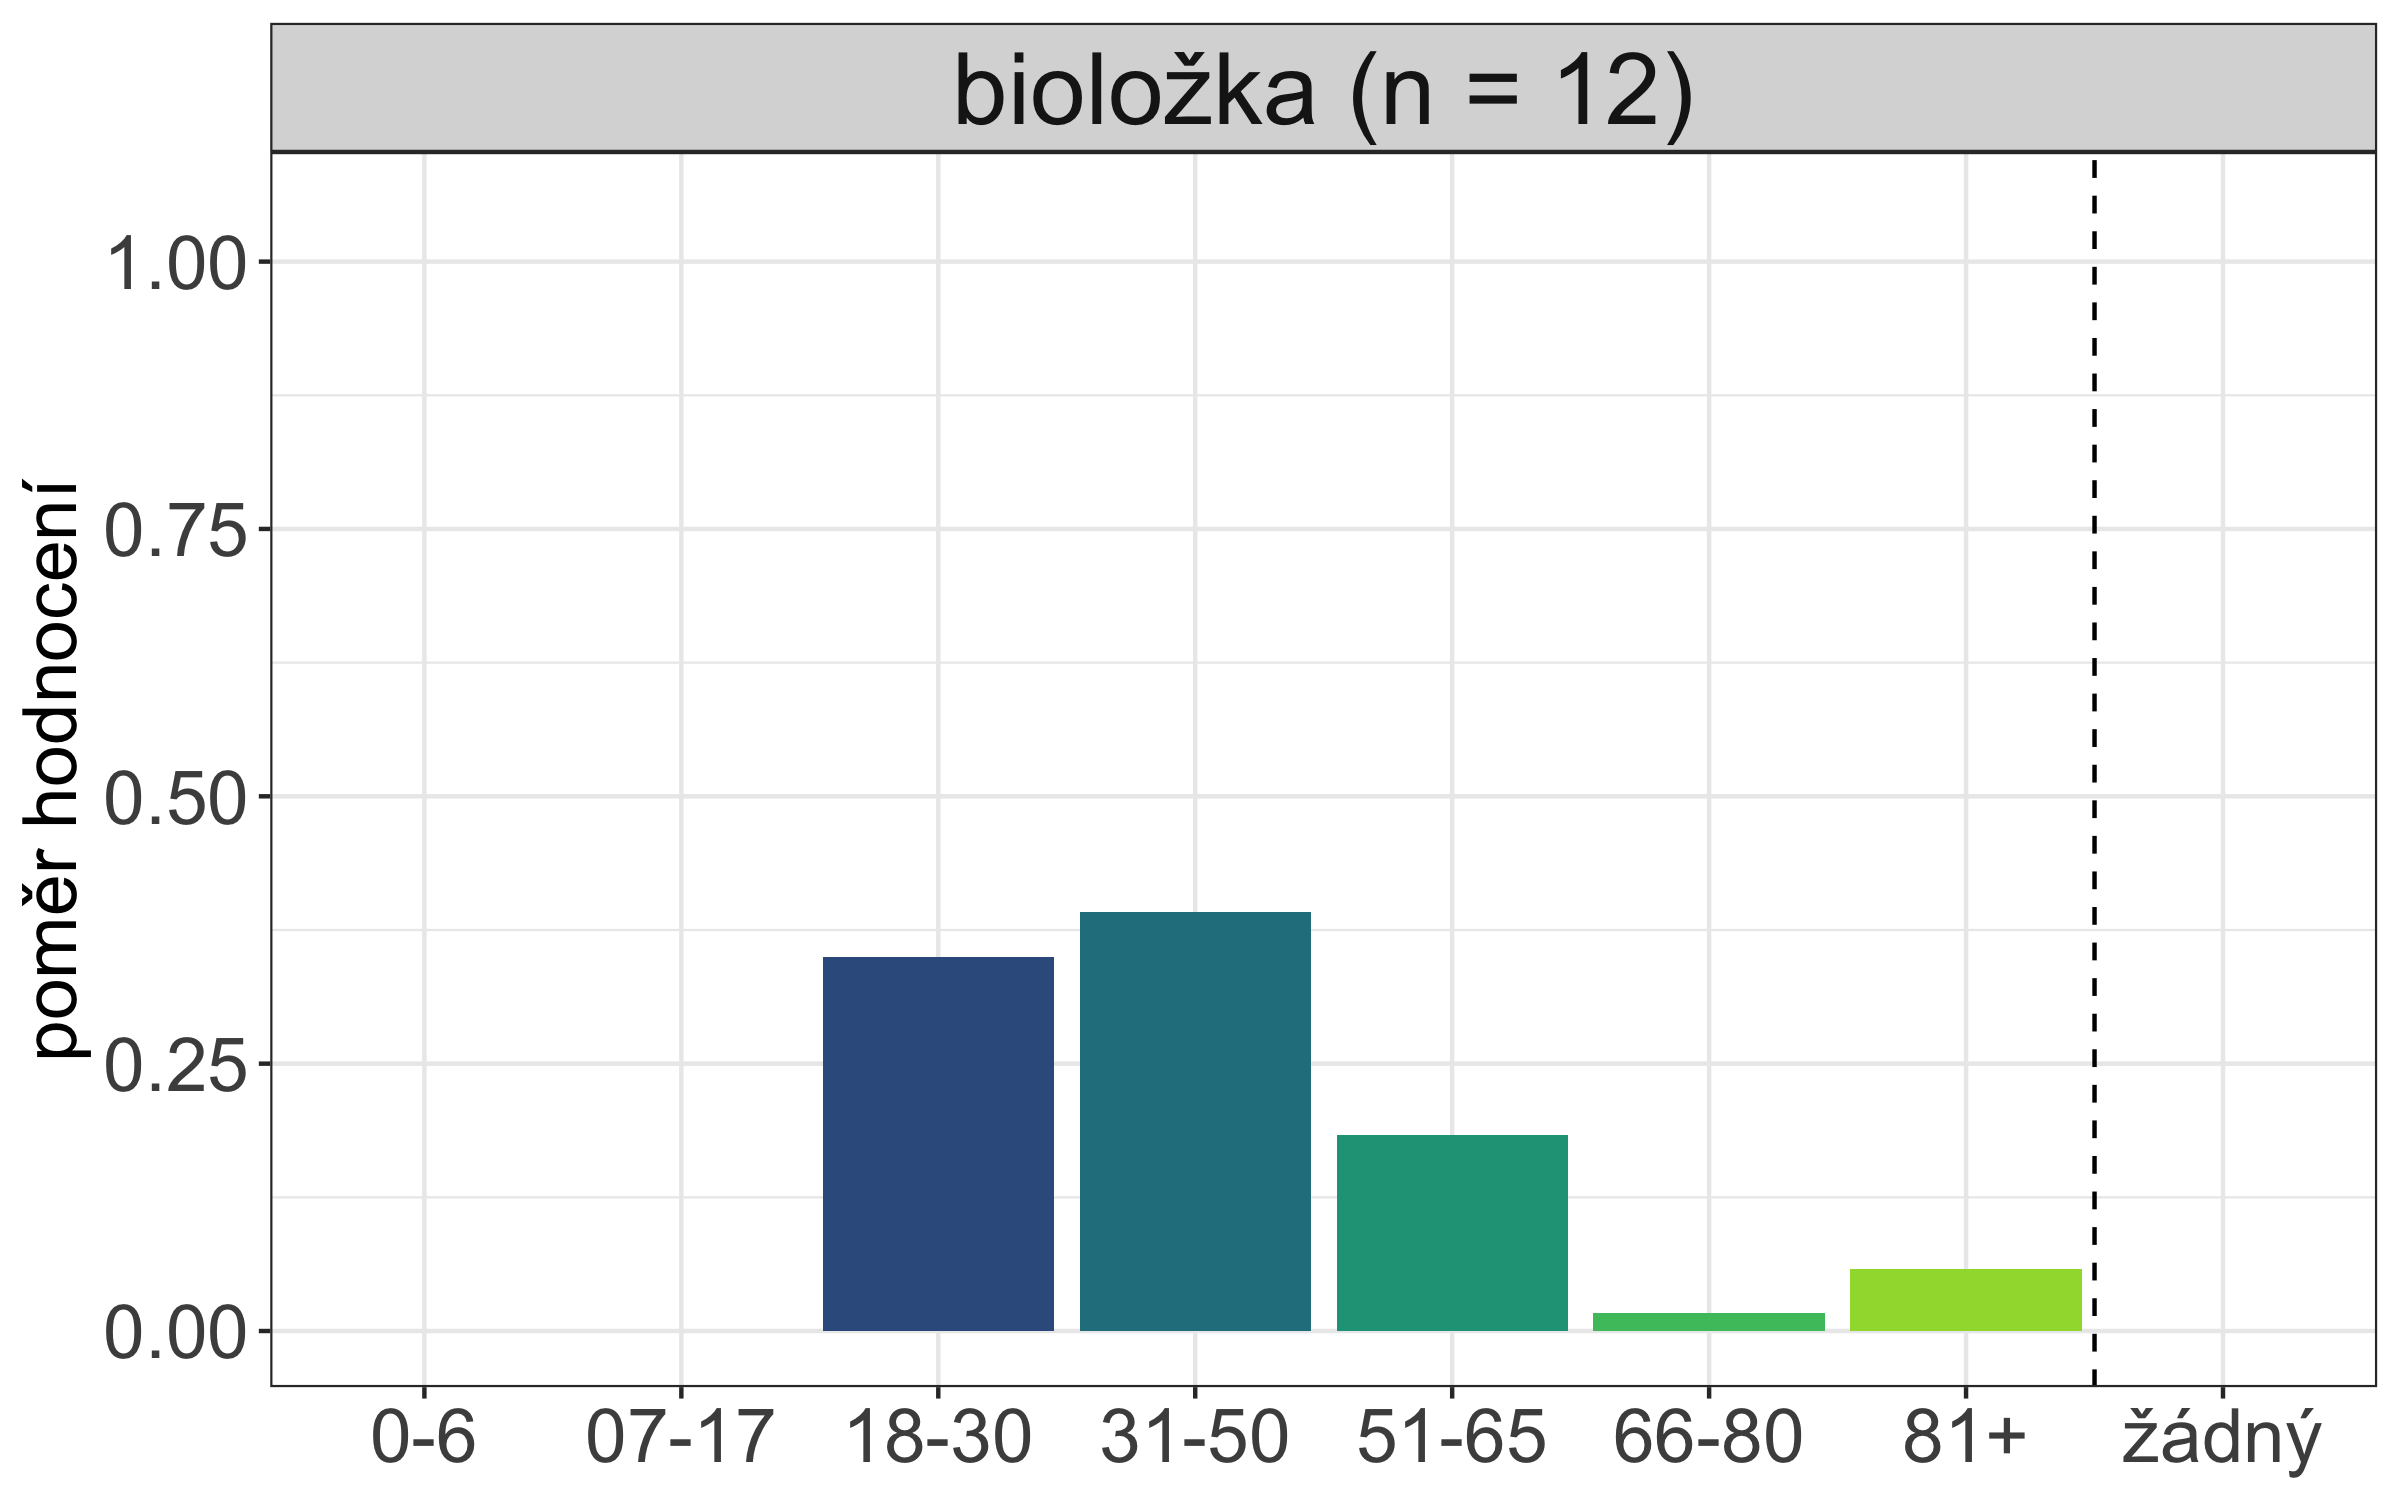 bioložka (n = 12)
poměr hodnocení
1.00
0.75
0.50
0.25
0.00
0-6 07-17 18-30 31-50 51-65 66-80 81+ žádný